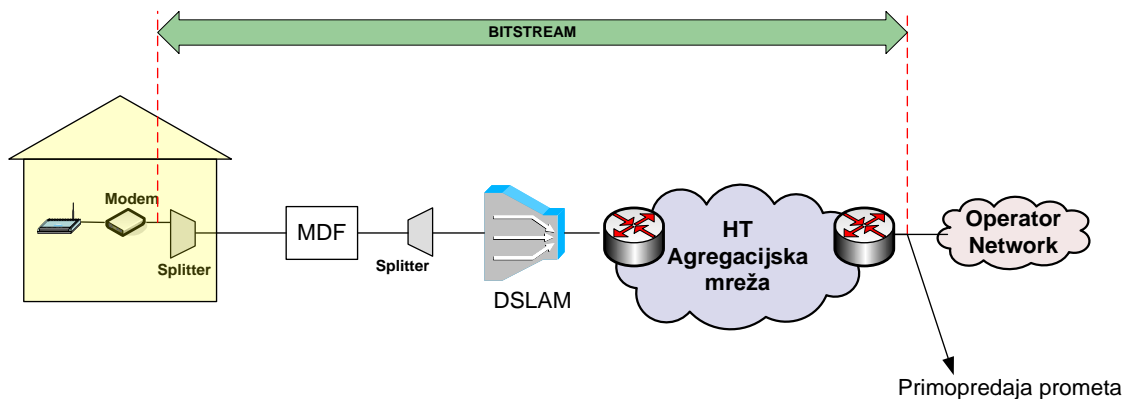 BITSTREAM
Modem
Splitter
MDF
Splitter
DSLAM
HT
Agregacijska
mreža
Operator
Network
Primopredaja prometa